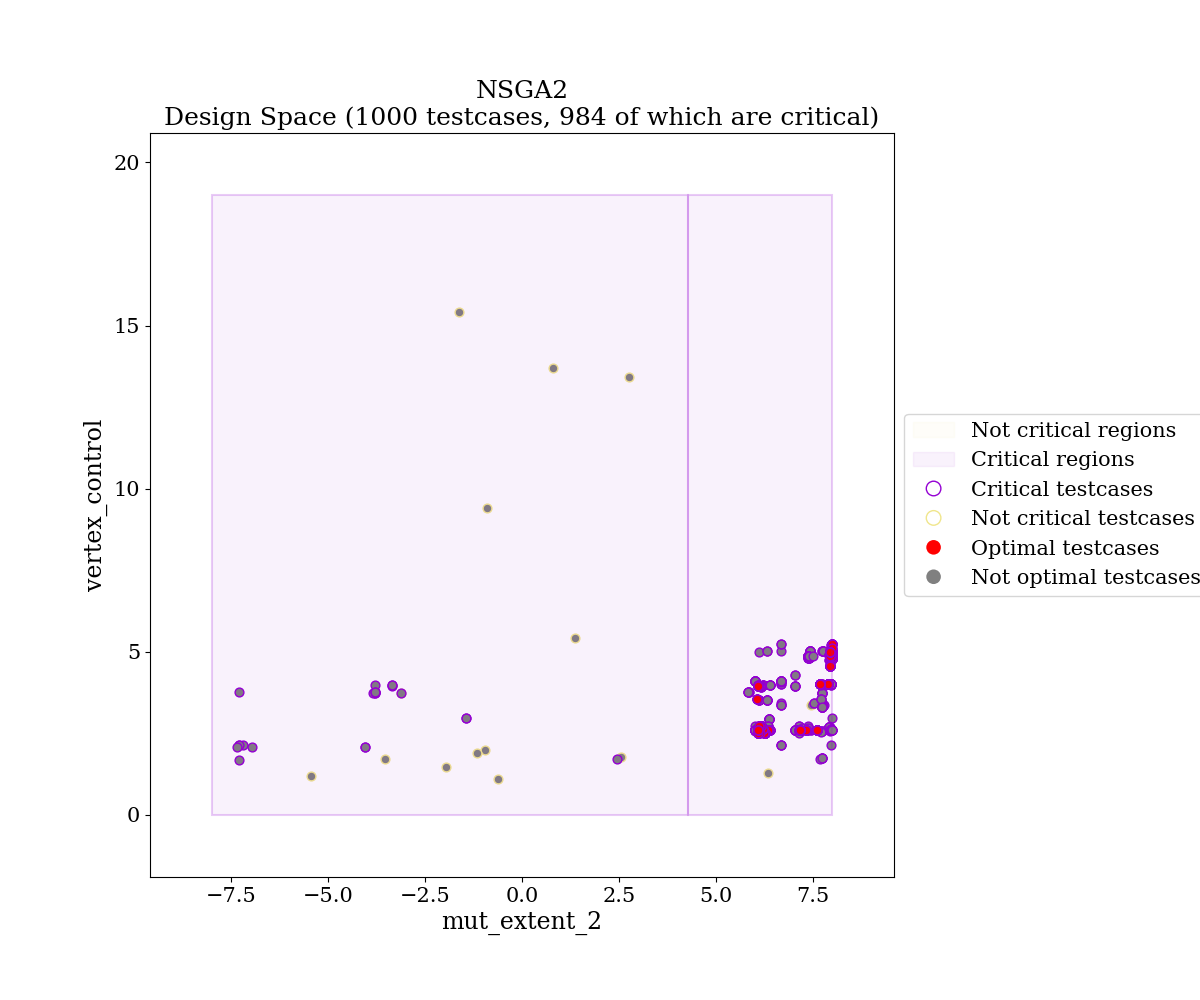 NSGA2
Design Space (1000 testcases, 984 of which are critical)
20
15
10
5
0
vertex_control
−7.5
−5.0
−2.5
0.0
2.5
5.0
7.5
mut_extent_2
Not critical regions
Critical regions
Critical testcases
Not critical testcases
Optimal testcases
Not optimal testcases